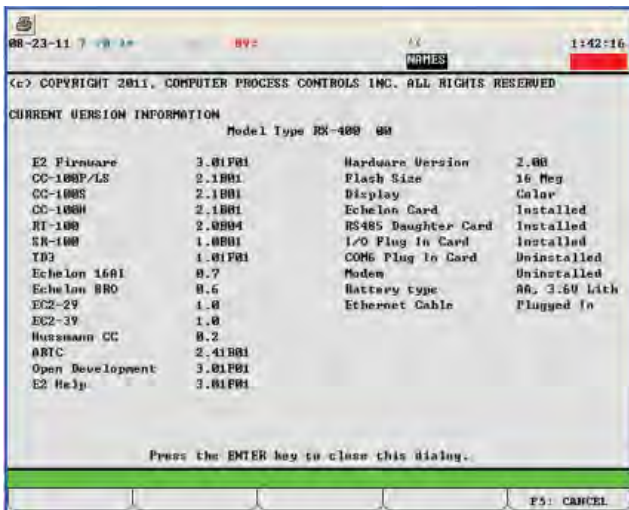 08-23-11
1:42:16
NAMES
(c) COPYRIGHT 2011, COMPUTER PROCESS CONTROLS INC. ALL RIGHTS RESERVED
CURRENT VERSION INFORMATION
Model Type RX-400 00
E2 Firmware 3.01F01 Hardware Version 2.00
CC-100P/LS 2.1B01 Flash Size 16 Meg
CC-100S 2.1B01 Display Color
CC-100H 2.1B01 Echelon Card Installed
RT-100 2.0B04 RS485 Daughter Card Installed
SR-100 1.0B01 I/O Plug In Card Installed
TD3 1.01F01 COM6 Plug In Card Uninstalled
Echelon 16AI 0.7 Modem Uninstalled
Echelon 8RO 0.6 Battery type AA, 3.6V Lith
EC2-29 1.0 Ethernet Cable Plugged In
EC2-39 1.0
Hussmann CC 0.2
ARTC 2.41B01
Open Development 3.01F01
E2 Help 3.01F01
Press the ENTER key to close this dialog.
F5: CANCEL